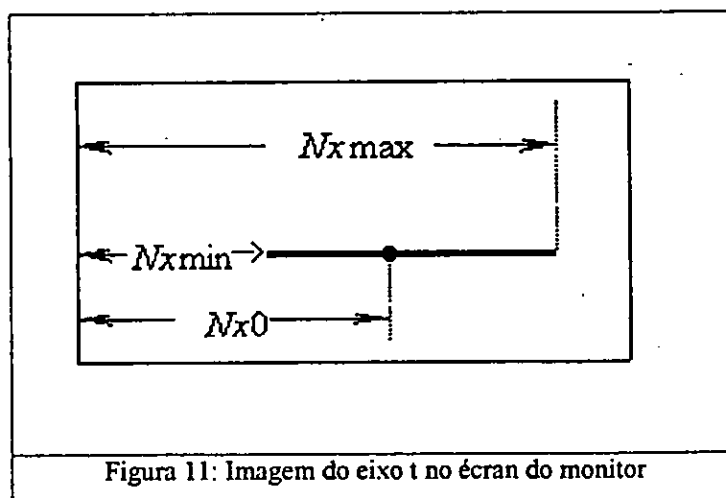 Nxmax
Nxmin
Nx0
Figura 11: Imagem do eixo t no écran do monitor